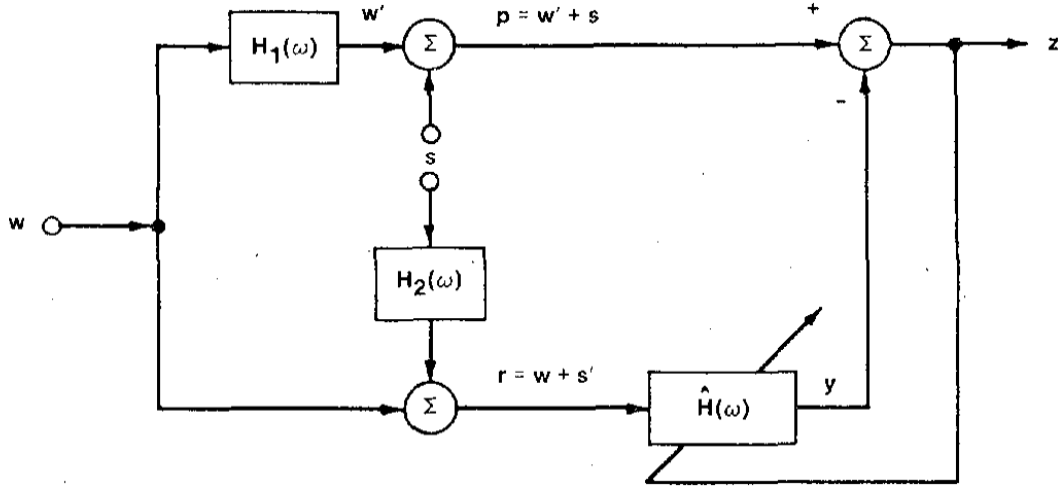 w' p = w' + s +
H₁(ω) Σ Σ
z
−
s
w
H₂(ω)
r = w + s' y
Σ Ĥ(ω)